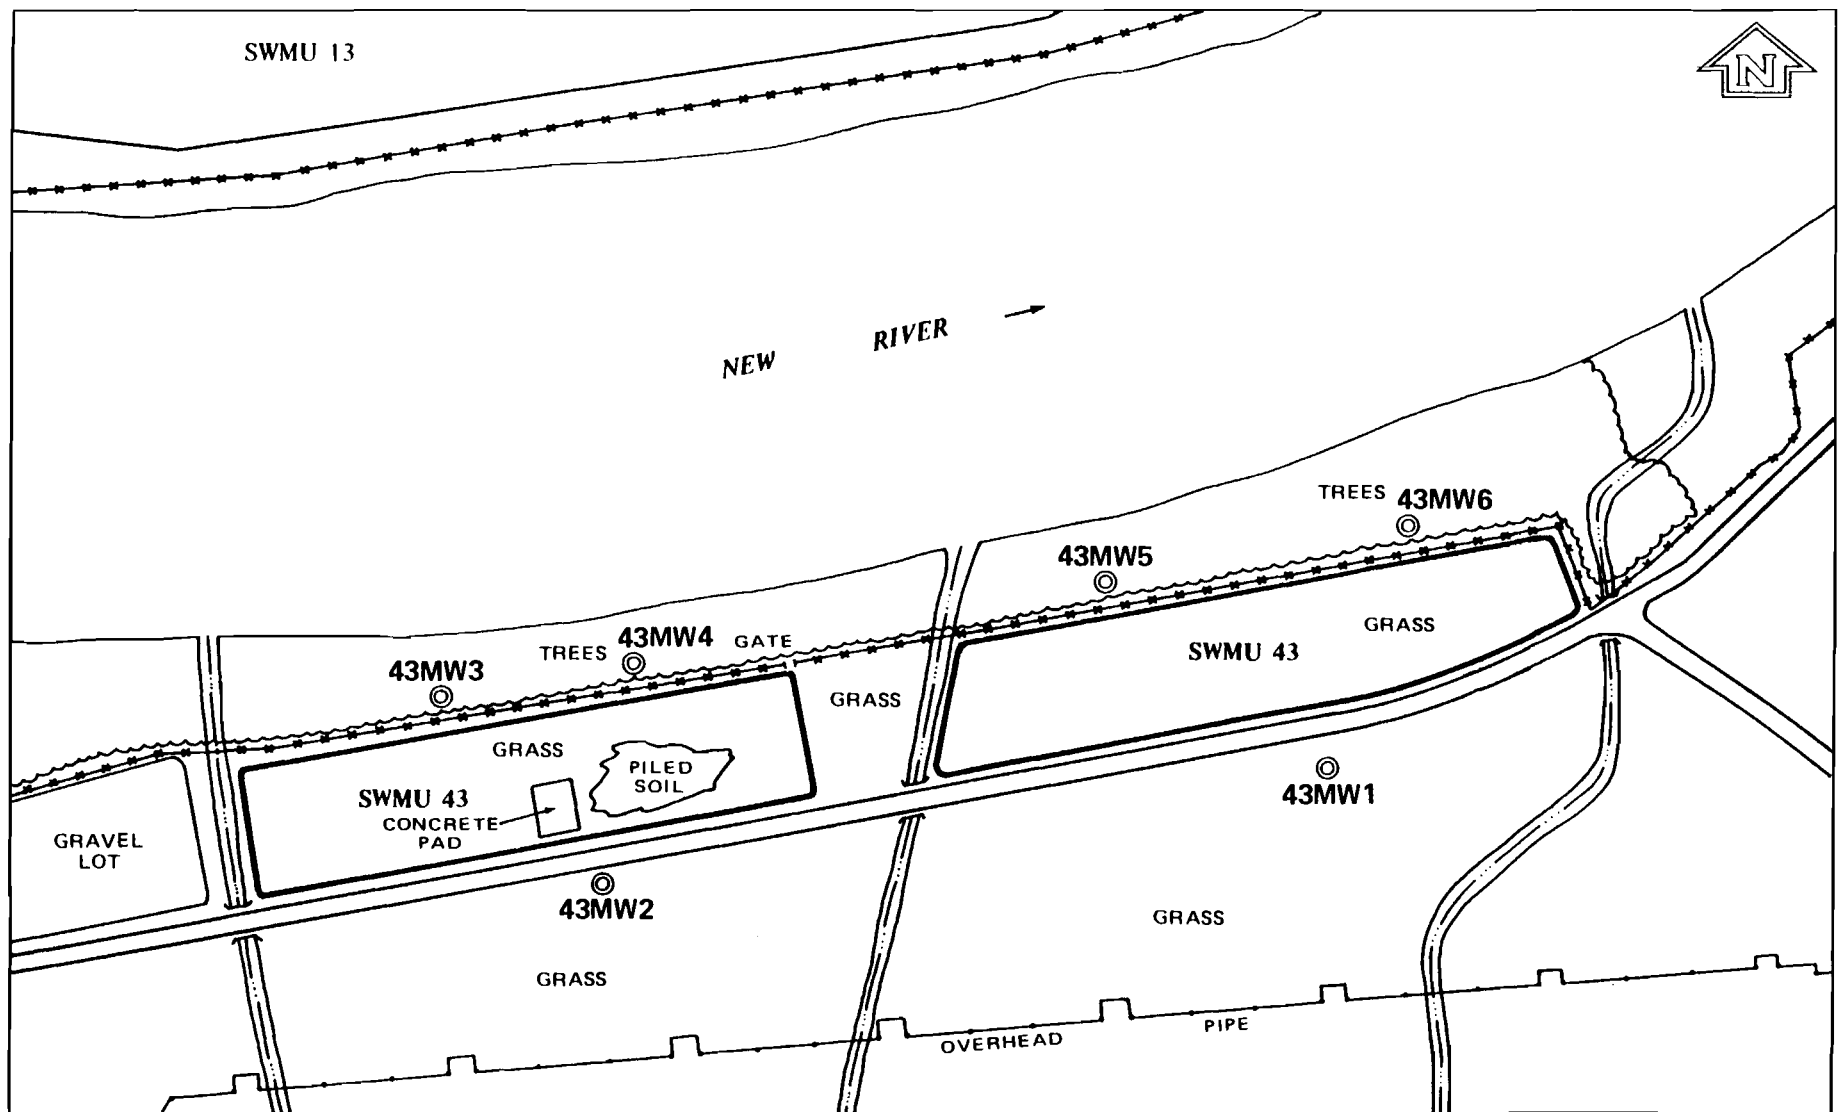 SWMU 13
N
NEW RIVER
TREES 43MW6
43MW5
GRASS
SWMU 43
TREES 43MW4 GATE
43MW3
GRASS
GRASS
PILED
SOIL
SWMU 43
CONCRETE
PAD
GRAVEL
LOT
43MW1
43MW2
GRASS
GRASS
OVERHEAD PIPE